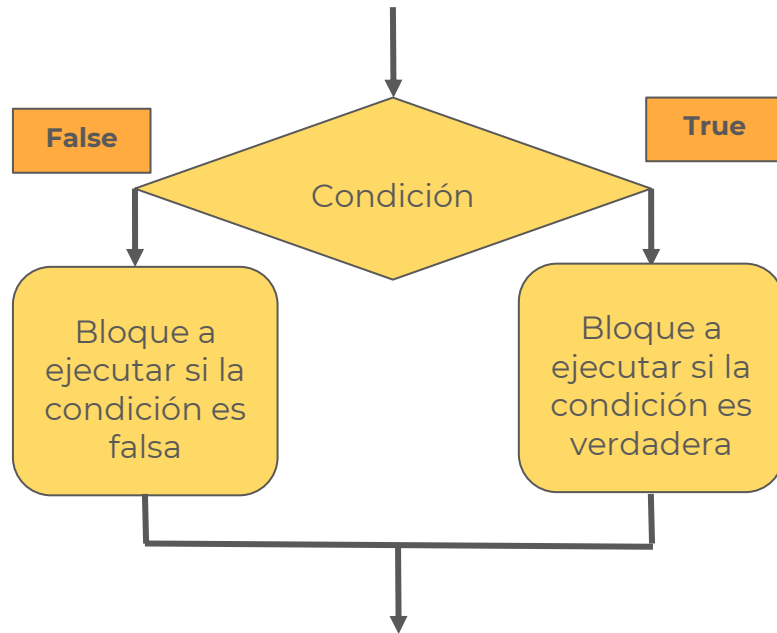 False
True
Condición
Bloque a
ejecutar si la
condición es
falsa
Bloque a
ejecutar si la
condición es
verdadera